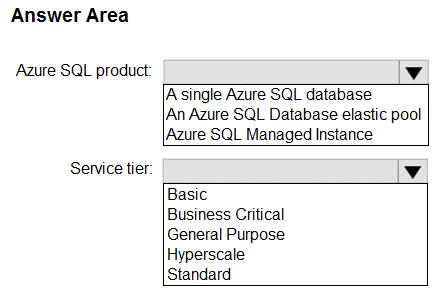 Answer Area
Azure SQL product:
A single Azure SQL database
An Azure SQL Database elastic pool
Azure SQL Managed Instance
Service tier:
Basic
Business Critical
General Purpose
Hyperscale
Standard